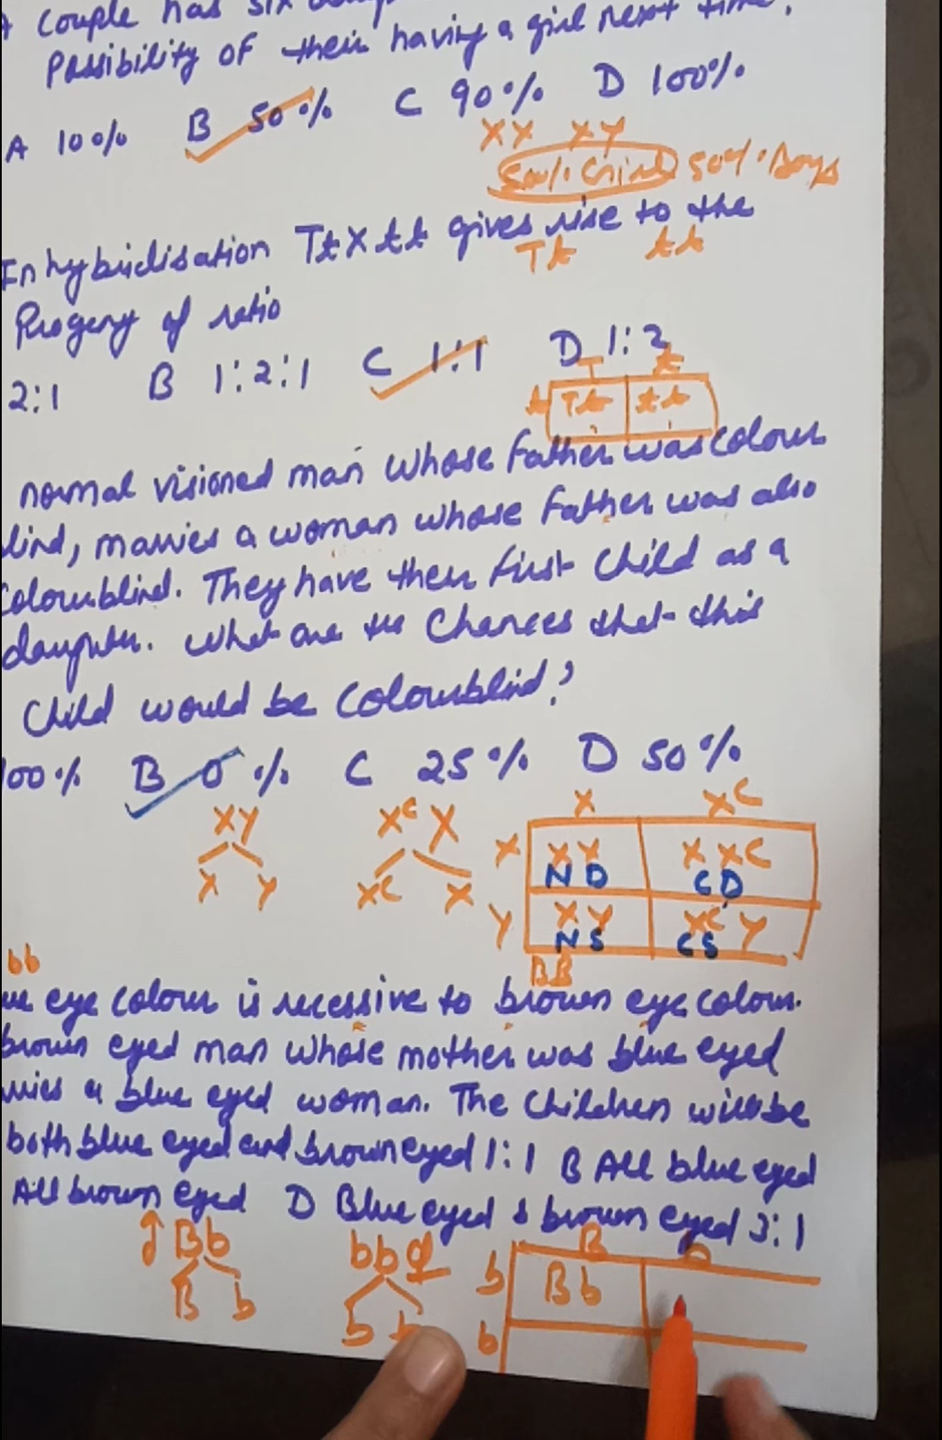 A Couple has six
Possibility of their having a girl next time?
A 10% B 50% C 90% D 100%
XX XY
50% Child 50% Boys
In hybridisation Tt X tt gives rise to the
Tt tt
Progeny of ratio
2:1 B 1:2:1 C 1:1 D 1:2
T t
t Tt tt
normal visioned man whose Father was colour
blind, marries a woman whose Father was also
Colourblind. They have their First Child as a
daughter. What are the Chances that this
Child would be Colourblind?
100% B 0% C 25% D 50%
XY XᶜX X Xᶜ
X Y Xᶜ X
X XX XXᶜ
ND CD
Y XY XᶜY
NS CS
bb BB
eye colour is recessive to brown eye colour.
brown eyed man whose mother was blue eyed
a blue eyed woman. The Children will be
both blue eyed and brown eyed 1:1 B All blue eyed
All brown eyed D Blue eyed & brown eyed 3:1
Bb bb ♀ B b
B b b b
b Bb
b